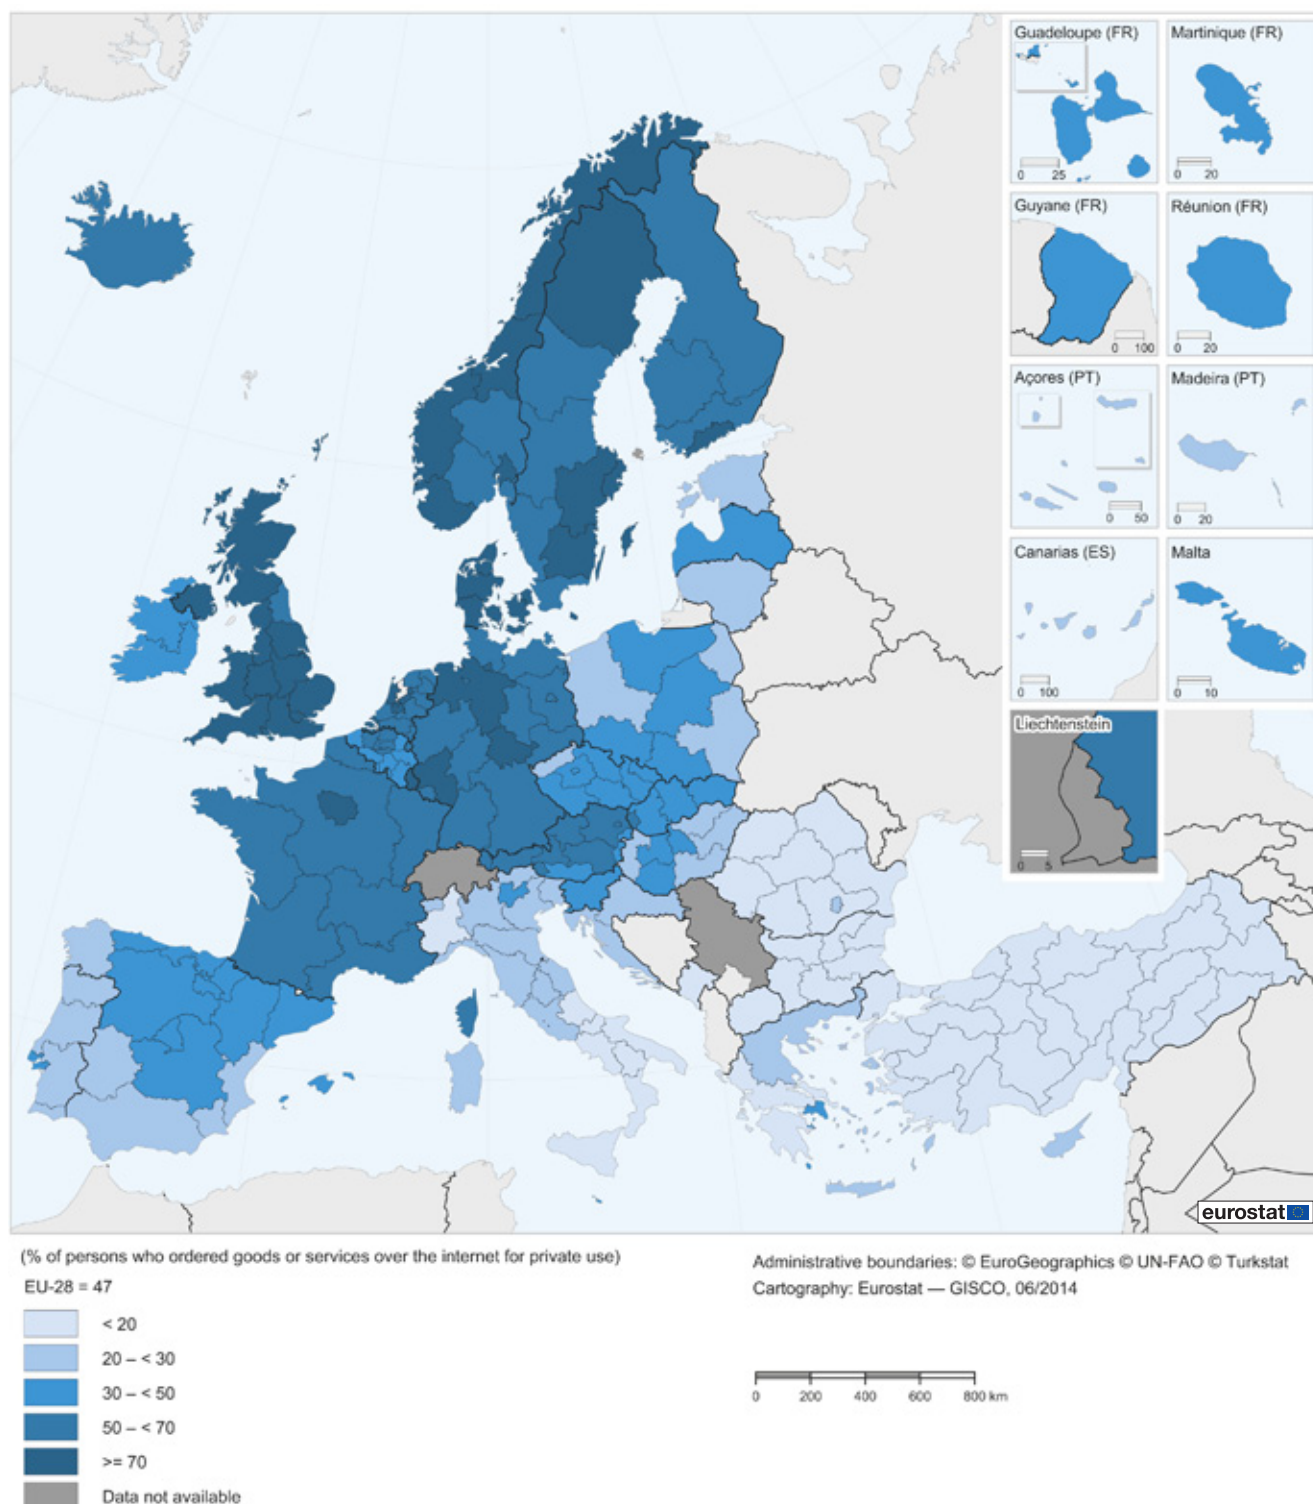 Guadeloupe (FR)
0 25
Martinique (FR)
0 20
Guyane (FR)
0 100
Réunion (FR)
0 20
Açores (PT)
0 50
Madeira (PT)
0 20
Canarias (ES)
0 100
Malta
0 10
Liechtenstein
0 5
eurostat
(% of persons who ordered goods or services over the internet for private use)
EU-28 = 47
< 20
20 – < 30
30 – < 50
50 – < 70
>= 70
Data not available
Administrative boundaries: © EuroGeographics © UN-FAO © Turkstat
Cartography: Eurostat — GISCO, 06/2014
0 200 400 600 800 km